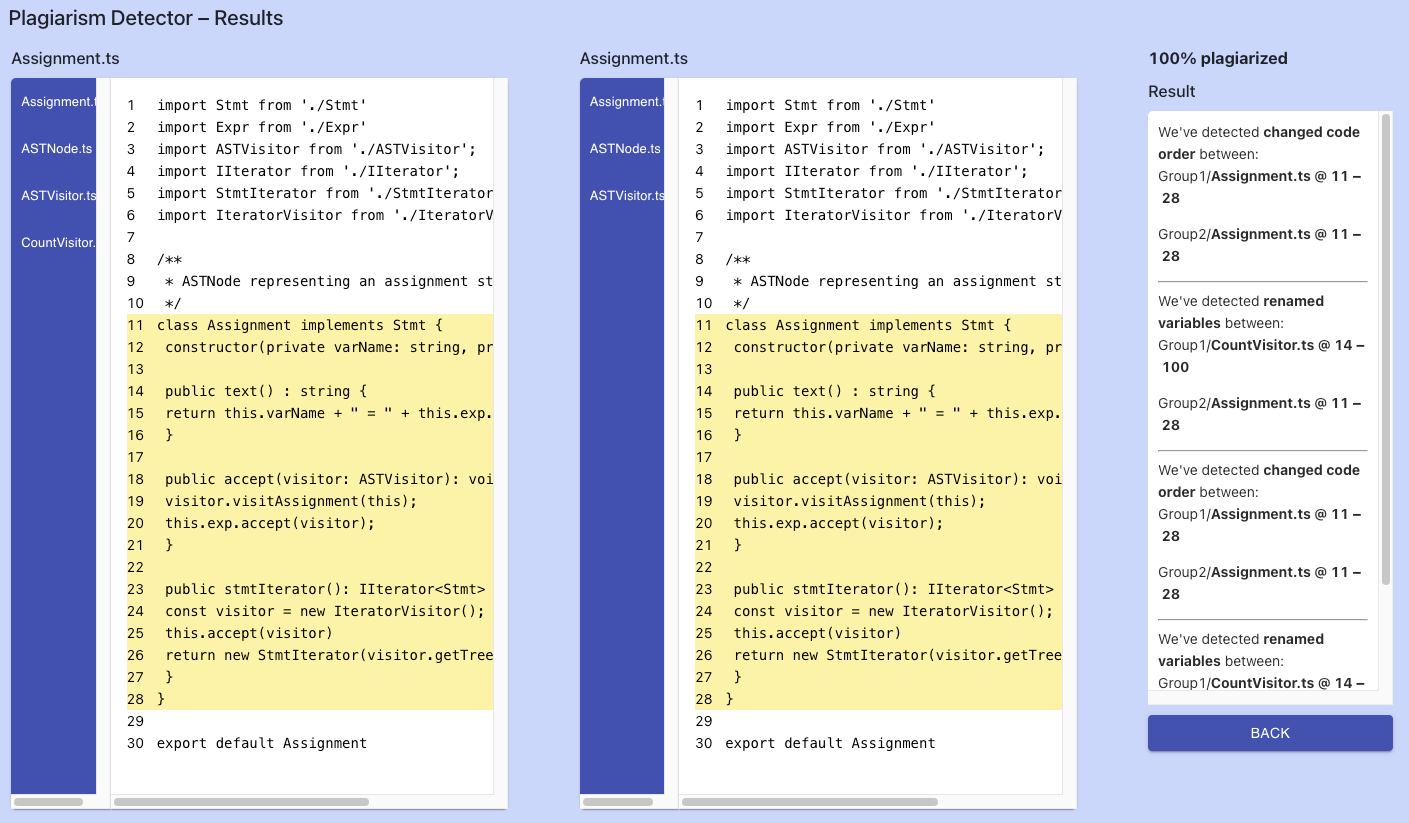 Plagiarism Detector – Results
Assignment.ts
Assignment.t
ASTNode.ts
ASTVisitor.ts
CountVisitor.
1 import Stmt from './Stmt'
2 import Expr from './Expr'
3 import ASTVisitor from './ASTVisitor';
4 import IIterator from './IIterator';
5 import StmtIterator from './StmtIterator
6 import IteratorVisitor from './IteratorV
7
8 /**
9 * ASTNode representing an assignment st
10 */
11 class Assignment implements Stmt {
12 constructor(private varName: string, pr
13
14 public text() : string {
15 return this.varName + " = " + this.exp.
16 }
17
18 public accept(visitor: ASTVisitor): voi
19 visitor.visitAssignment(this);
20 this.exp.accept(visitor);
21 }
22
23 public stmtIterator(): IIterator<Stmt>
24 const visitor = new IteratorVisitor();
25 this.accept(visitor)
26 return new StmtIterator(visitor.getTree
27 }
28 }
29
30 export default Assignment
Assignment.ts
Assignment.t
ASTNode.ts
ASTVisitor.ts
1 import Stmt from './Stmt'
2 import Expr from './Expr'
3 import ASTVisitor from './ASTVisitor';
4 import IIterator from './IIterator';
5 import StmtIterator from './StmtIterator
6 import IteratorVisitor from './IteratorV
7
8 /**
9 * ASTNode representing an assignment st
10 */
11 class Assignment implements Stmt {
12 constructor(private varName: string, pr
13
14 public text() : string {
15 return this.varName + " = " + this.exp.
16 }
17
18 public accept(visitor: ASTVisitor): voi
19 visitor.visitAssignment(this);
20 this.exp.accept(visitor);
21 }
22
23 public stmtIterator(): IIterator<Stmt>
24 const visitor = new IteratorVisitor();
25 this.accept(visitor)
26 return new StmtIterator(visitor.getTree
27 }
28 }
29
30 export default Assignment
100% plagiarized
Result
We've detected changed code
order between:
Group1/Assignment.ts @ 11 –
28
Group2/Assignment.ts @ 11 –
28
We've detected renamed
variables between:
Group1/CountVisitor.ts @ 14 –
100
Group2/Assignment.ts @ 11 –
28
We've detected changed code
order between:
Group1/Assignment.ts @ 11 –
28
Group2/Assignment.ts @ 11 –
28
We've detected renamed
variables between:
Group1/CountVisitor.ts @ 14 –
BACK